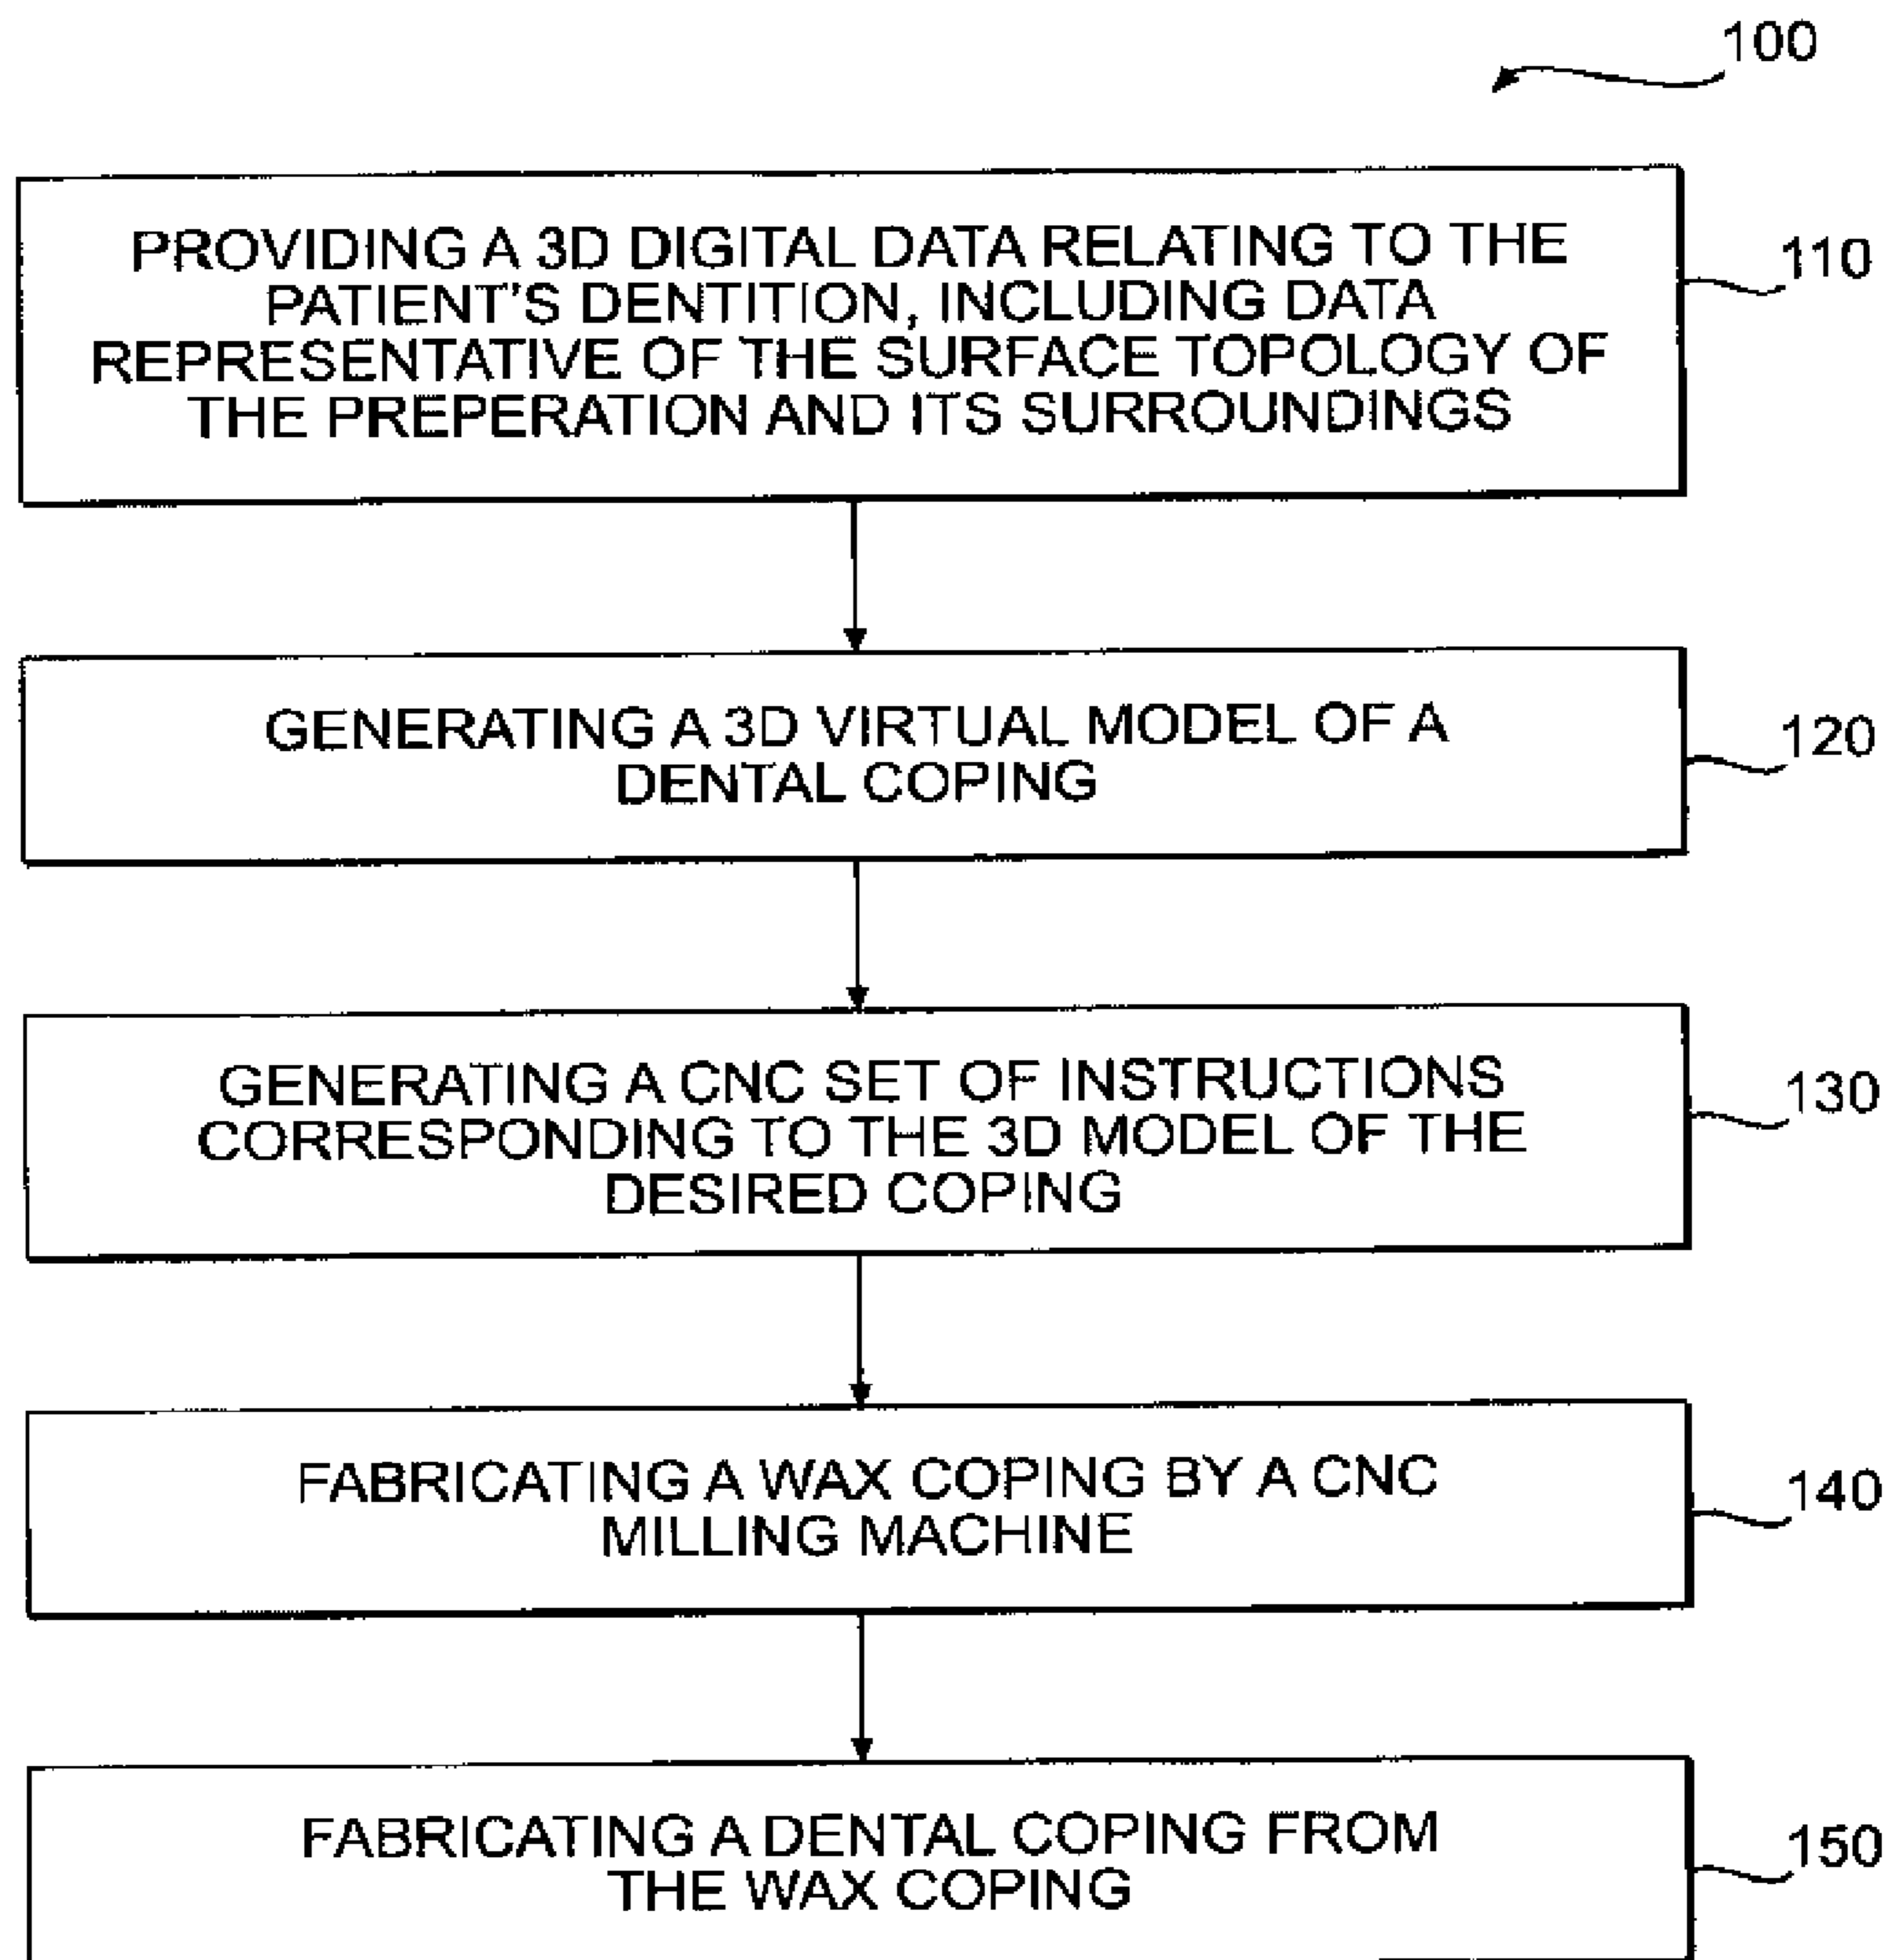 100
PROVIDING A 3D DIGITAL DATA RELATING TO THE
PATIENT'S DENTITION, INCLUDING DATA
REPRESENTATIVE OF THE SURFACE TOPOLOGY OF
THE PREPERATION AND ITS SURROUNDINGS
110
GENERATING A 3D VIRTUAL MODEL OF A
DENTAL COPING
120
GENERATING A CNC SET OF INSTRUCTIONS
CORRESPONDING TO THE 3D MODEL OF THE
DESIRED COPING
130
FABRICATING A WAX COPING BY A CNC
MILLING MACHINE
140
FABRICATING A DENTAL COPING FROM
THE WAX COPING
150